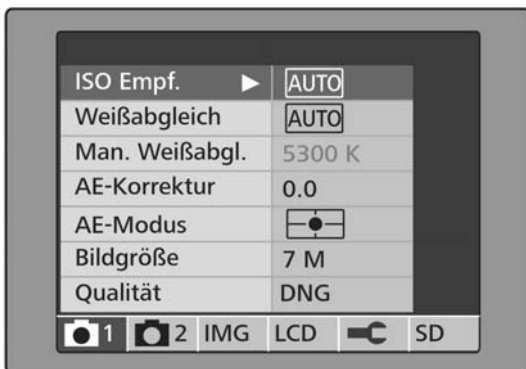 ISO Empf. ▶ AUTO
Weißabgleich AUTO
Man. Weißabgl. 5300 K
AE-Korrektur 0.0
AE-Modus
Bildgröße 7 M
Qualität DNG
1 2 IMG LCD SD